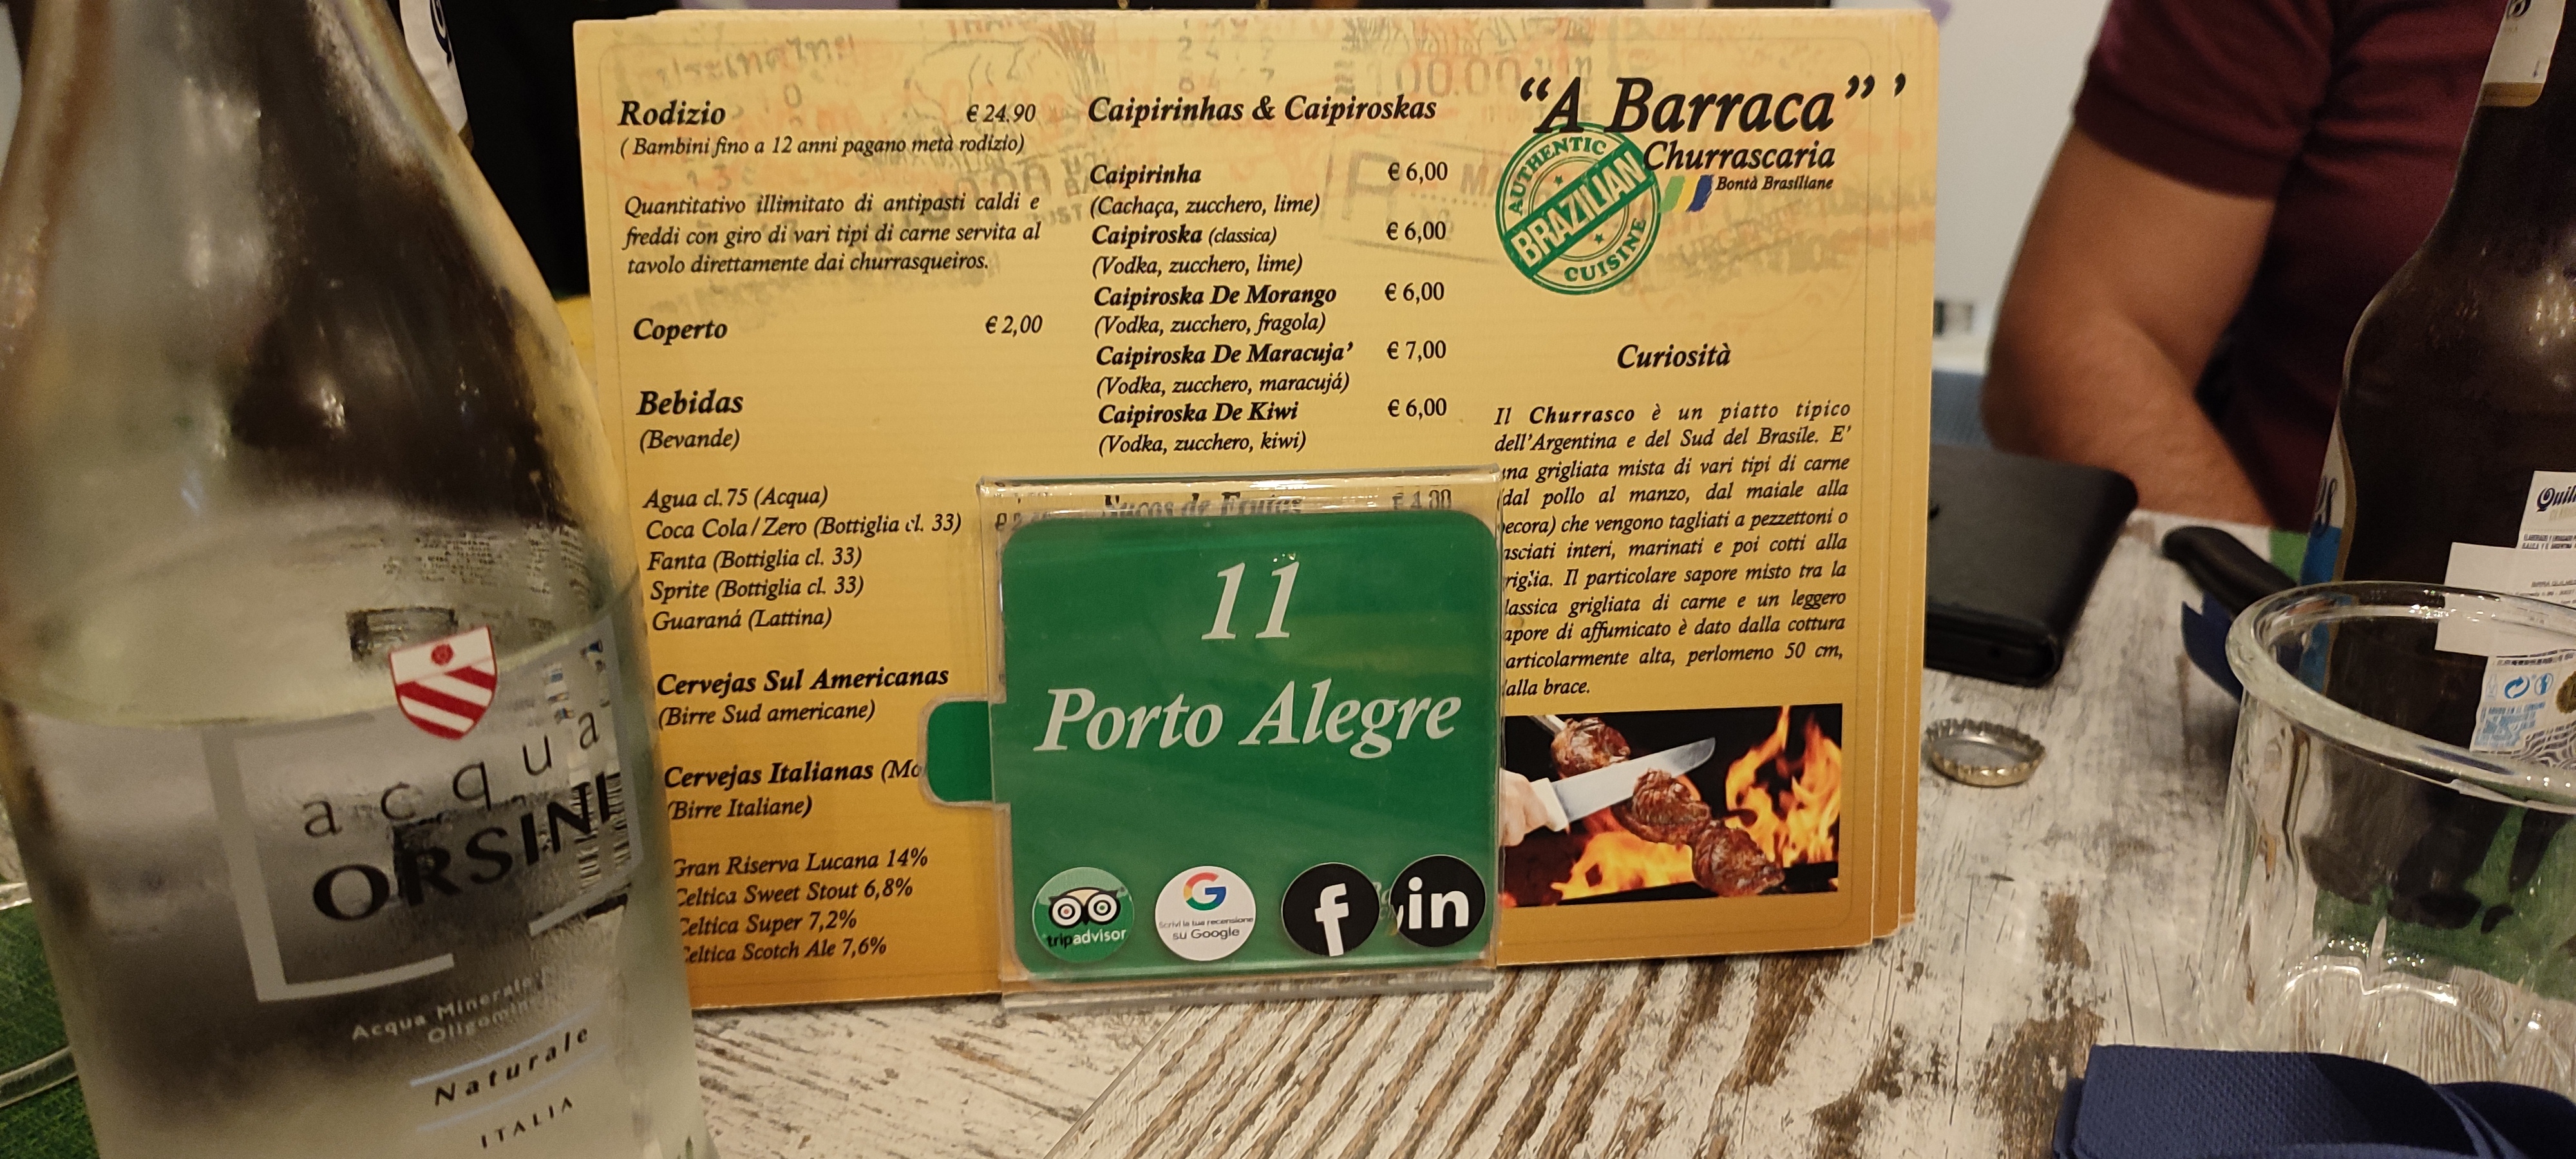 Rodizio € 24.90
( Bambini fino a 12 anni pagano metà rodizio)
Quantitativo illimitato di antipasti caldi e
freddi con giro di vari tipi di carne servita al
tavolo direttamente dai churrasqueiros.
Coperto € 2,00
Bebidas
(Bevande)
Agua cl.75 (Acqua)
Coca Cola/Zero (Bottiglia cl. 33)
Fanta (Bottiglia cl. 33)
Sprite (Bottiglia cl. 33)
Guaraná (Lattina)
Cervejas Sul Americanas
(Birre Sud americane)
Cervejas Italianas
(Birre Italiane)
Gran Riserva Lucana 14%
Celtica Sweet Stout 6,8%
Celtica Super 7,2%
Celtica Scotch Ale 7,6%
Caipirinhas & Caipiroskas
Caipirinha € 6,00
(Cachaça, zucchero, lime)
Caipiroska (classica) € 6,00
(Vodka, zucchero, lime)
Caipiroska De Morango € 6,00
(Vodka, zucchero, fragola)
Caipiroska De Maracuja' € 7,00
(Vodka, zucchero, maracujá)
Caipiroska De Kiwi € 6,00
(Vodka, zucchero, kiwi)
Sucos de Frutas
"A Barraca" '
Churrascaria
Bontà Brasiliane
AUTHENTIC
BRAZILIAN
CUISINE
Curiosità
Il Churrasco è un piatto tipico
dell'Argentina e del Sud del Brasile. E'
una grigliata mista di vari tipi di carne
(dal pollo al manzo, dal maiale alla
pecora) che vengono tagliati a pezzettoni o
lasciati interi, marinati e poi cotti alla
griglia. Il particolare sapore misto tra la
classica grigliata di carne e un leggero
sapore di affumicato è dato dalla cottura
particolarmente alta, perlomeno 50 cm,
dalla brace.
11
Porto Alegre
tripadvisor
G
Scrivi la tua recensione
su Google
f
in
acqua
ORSINI
Acqua Minerale
Naturale
ITALIA